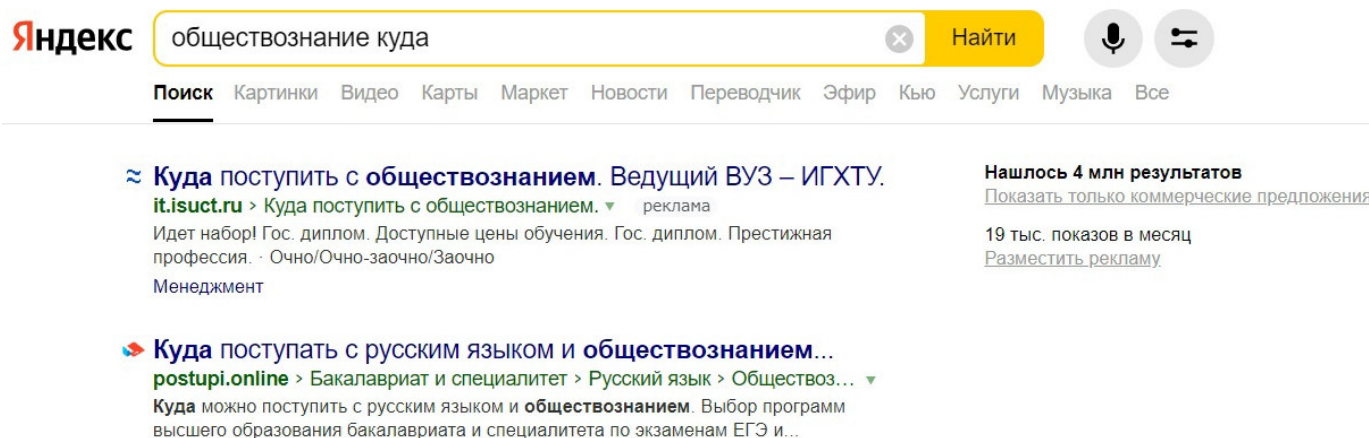 Яндекс
обществознание куда
Найти
Поиск Картинки Видео Карты Маркет Новости Переводчик Эфир Кью Услуги Музыка Все
Куда поступить с обществознанием. Ведущий ВУЗ – ИГХТУ.
it.isuct.ru › Куда поступить с обществознанием. реклама
Идет набор! Гос. диплом. Доступные цены обучения. Гос. диплом. Престижная
профессия. · Очно/Очно-заочно/Заочно
Менеджмент
Куда поступать с русским языком и обществознанием...
postupi.online › Бакалавриат и специалитет › Русский язык › Обществоз...
Куда можно поступить с русским языком и обществознанием. Выбор программ
высшего образования бакалавриата и специалитета по экзаменам ЕГЭ и...
Нашлось 4 млн результатов
Показать только коммерческие предложения
19 тыс. показов в месяц
Разместить рекламу